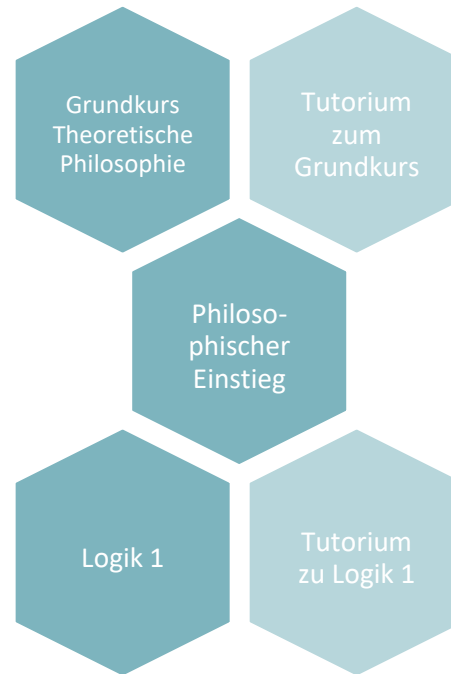 Grundkurs
Theoretische
Philosophie
Tutorium
zum
Grundkurs
Philoso-
phischer
Einstieg
Logik 1
Tutorium
zu Logik 1